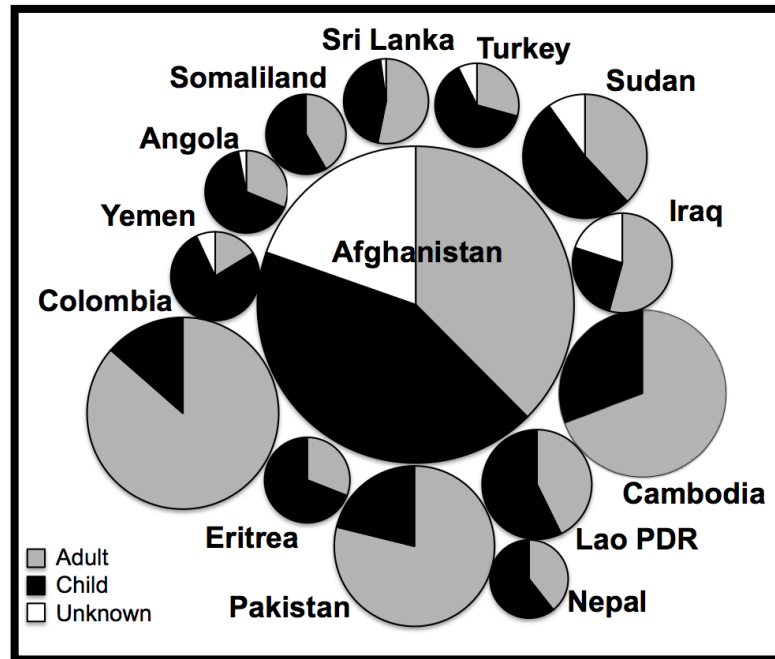 Sri Lanka
Turkey
Somaliland
Sudan
Angola
Yemen
Iraq
Afghanistan
Colombia
Cambodia
Eritrea
Lao PDR
Pakistan
Nepal
Adult
Child
Unknown